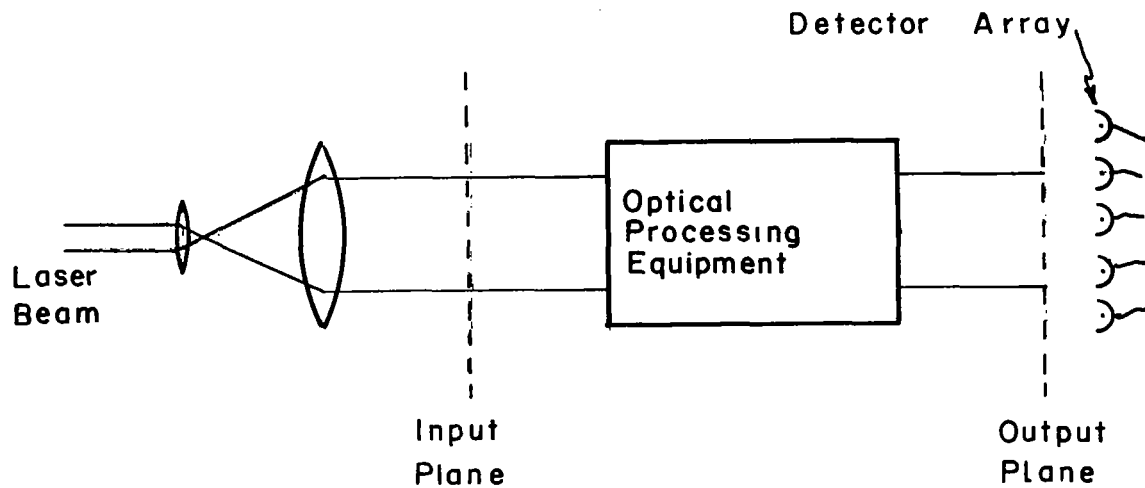 Detector Array
Optical
Processing
Equipment
Laser
Beam
Input
Plane
Output
Plane